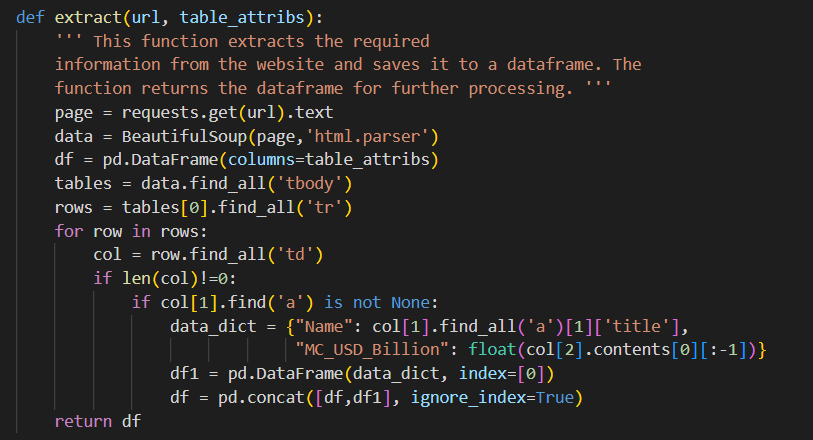 def extract(url, table_attribs):
    ''' This function extracts the required
    information from the website and saves it to a dataframe. The
    function returns the dataframe for further processing. '''
    page = requests.get(url).text
    data = BeautifulSoup(page,'html.parser')
    df = pd.DataFrame(columns=table_attribs)
    tables = data.find_all('tbody')
    rows = tables[0].find_all('tr')
    for row in rows:
        col = row.find_all('td')
        if len(col)!=0:
            if col[1].find('a') is not None:
                data_dict = {"Name": col[1].find_all('a')[1]['title'],
                             "MC_USD_Billion": float(col[2].contents[0][:-1])}
                df1 = pd.DataFrame(data_dict, index=[0])
                df = pd.concat([df,df1], ignore_index=True)
    return df